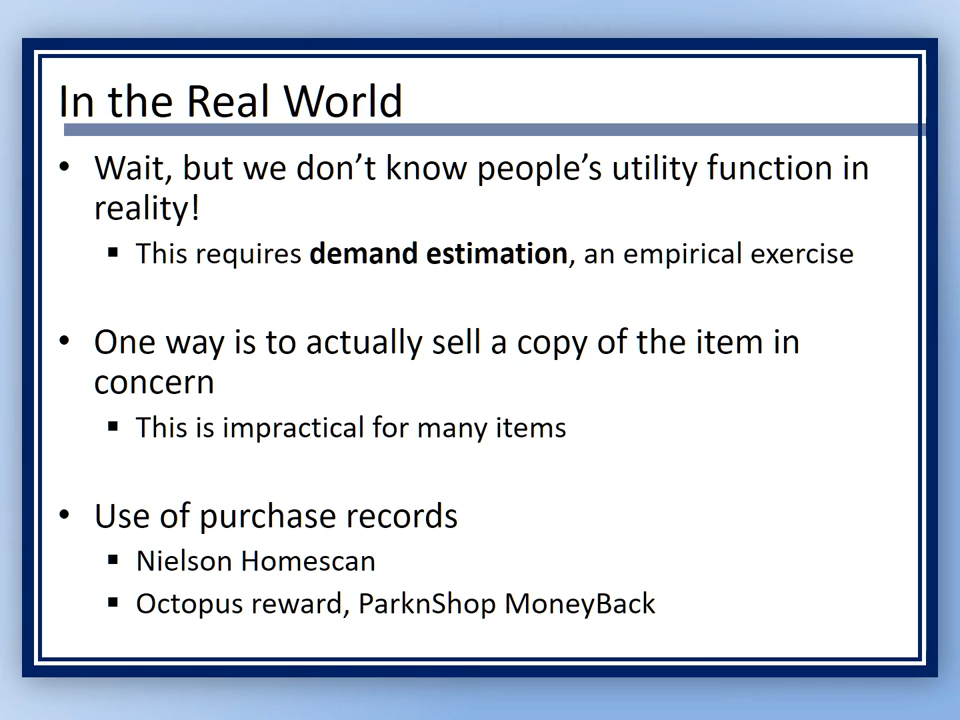 In the Real World
• Wait, but we don’t know people’s utility function in
reality!
▪ This requires demand estimation, an empirical exercise
• One way is to actually sell a copy of the item in
concern
▪ This is impractical for many items
• Use of purchase records
▪ Nielson Homescan
▪ Octopus reward, ParknShop MoneyBack